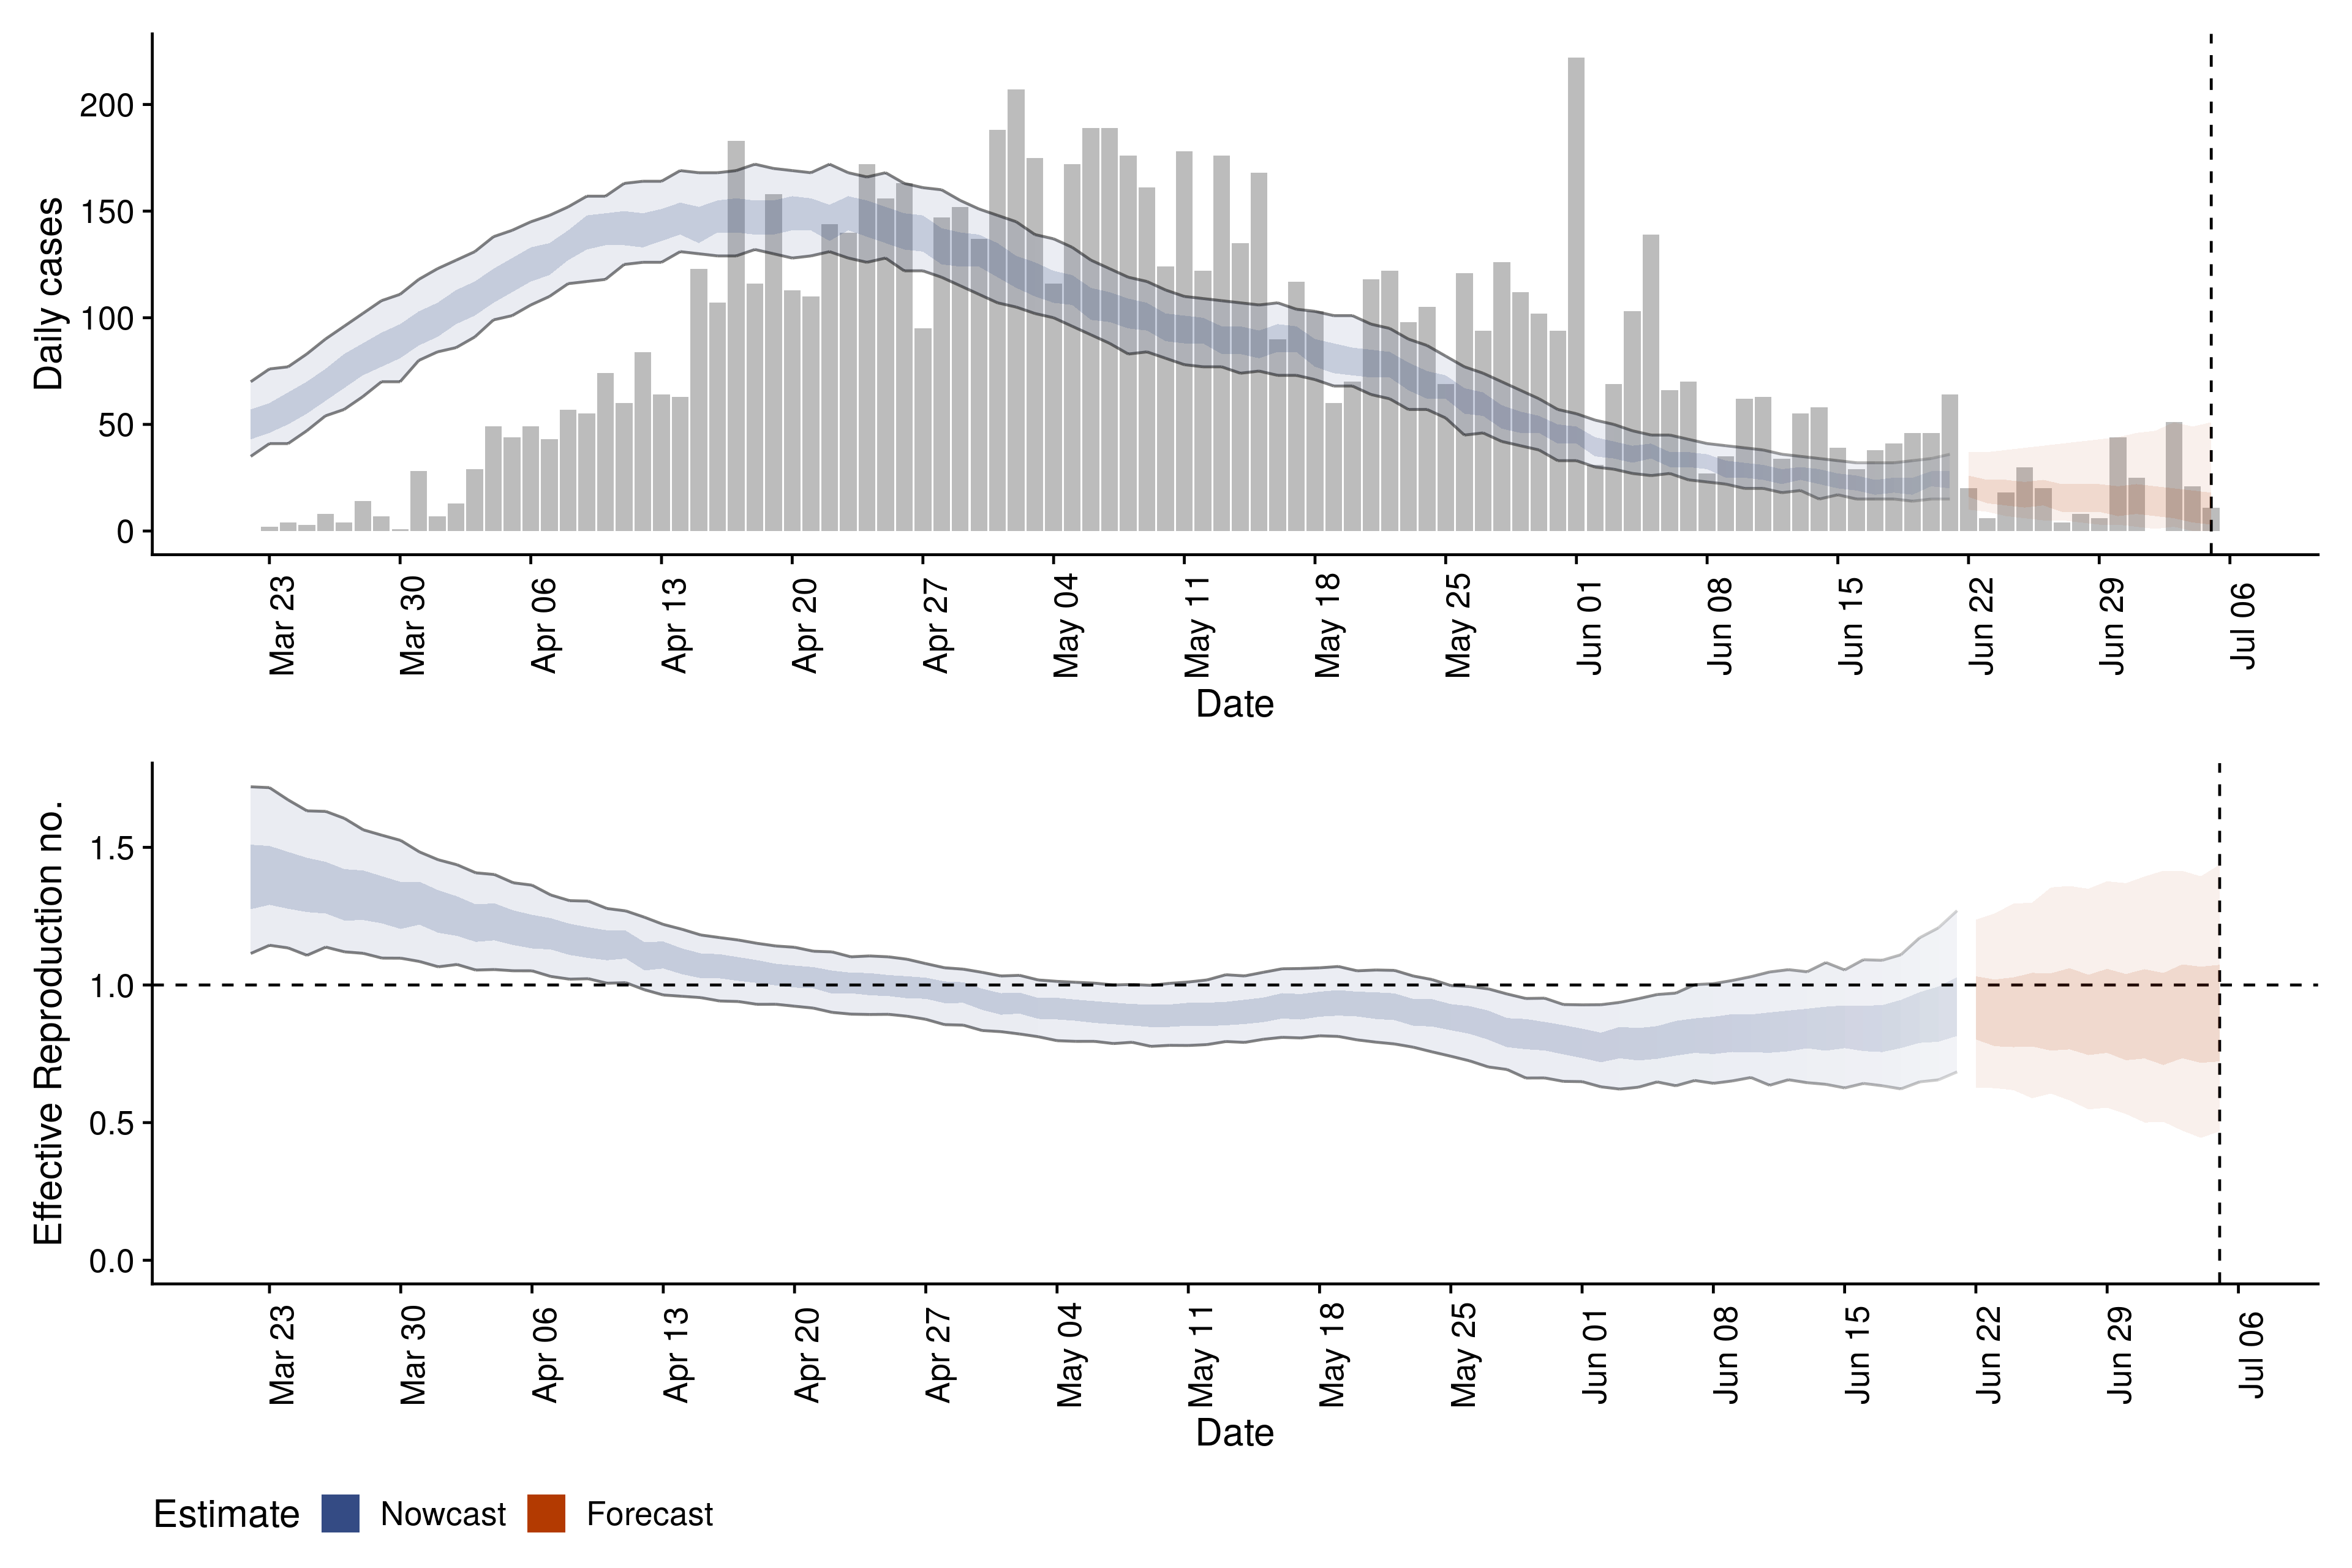 Daily cases
200
150
100
50
0
Mar 23
Mar 30
Apr 06
Apr 13
Apr 20
Apr 27
May 04
May 11
May 18
May 25
Jun 01
Jun 08
Jun 15
Jun 22
Jun 29
Jul 06
Date
Effective Reproduction no.
1.5
1.0
0.5
0.0
Mar 23
Mar 30
Apr 06
Apr 13
Apr 20
Apr 27
May 04
May 11
May 18
May 25
Jun 01
Jun 08
Jun 15
Jun 22
Jun 29
Jul 06
Date
Estimate Nowcast Forecast